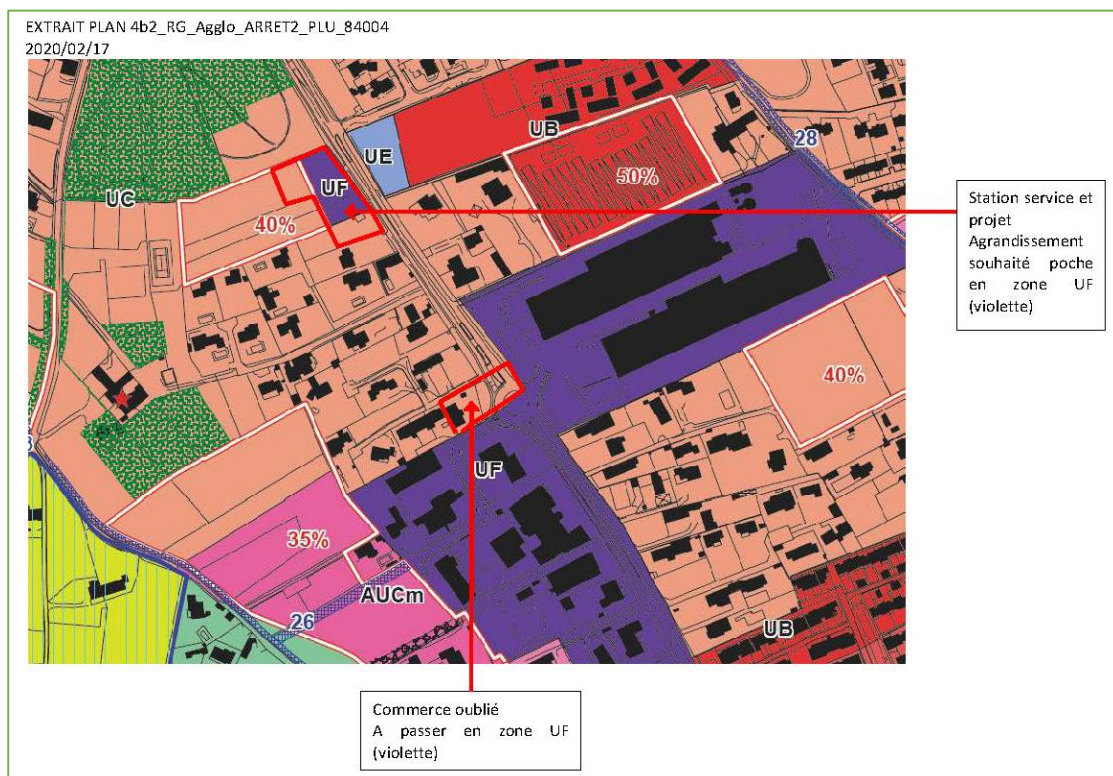 EXTRAIT PLAN 4b2_RG_Agglo_ARRET2_PLU_84004
2020/02/17
UB
28
UE
UC
UF
50%
40%
Station service et
projet
Agrandissement
souhaité poche
en zone UF
(violette)
40%
UF
35%
AUCm
26
UB
Commerce oublié
A passer en zone UF
(violette)